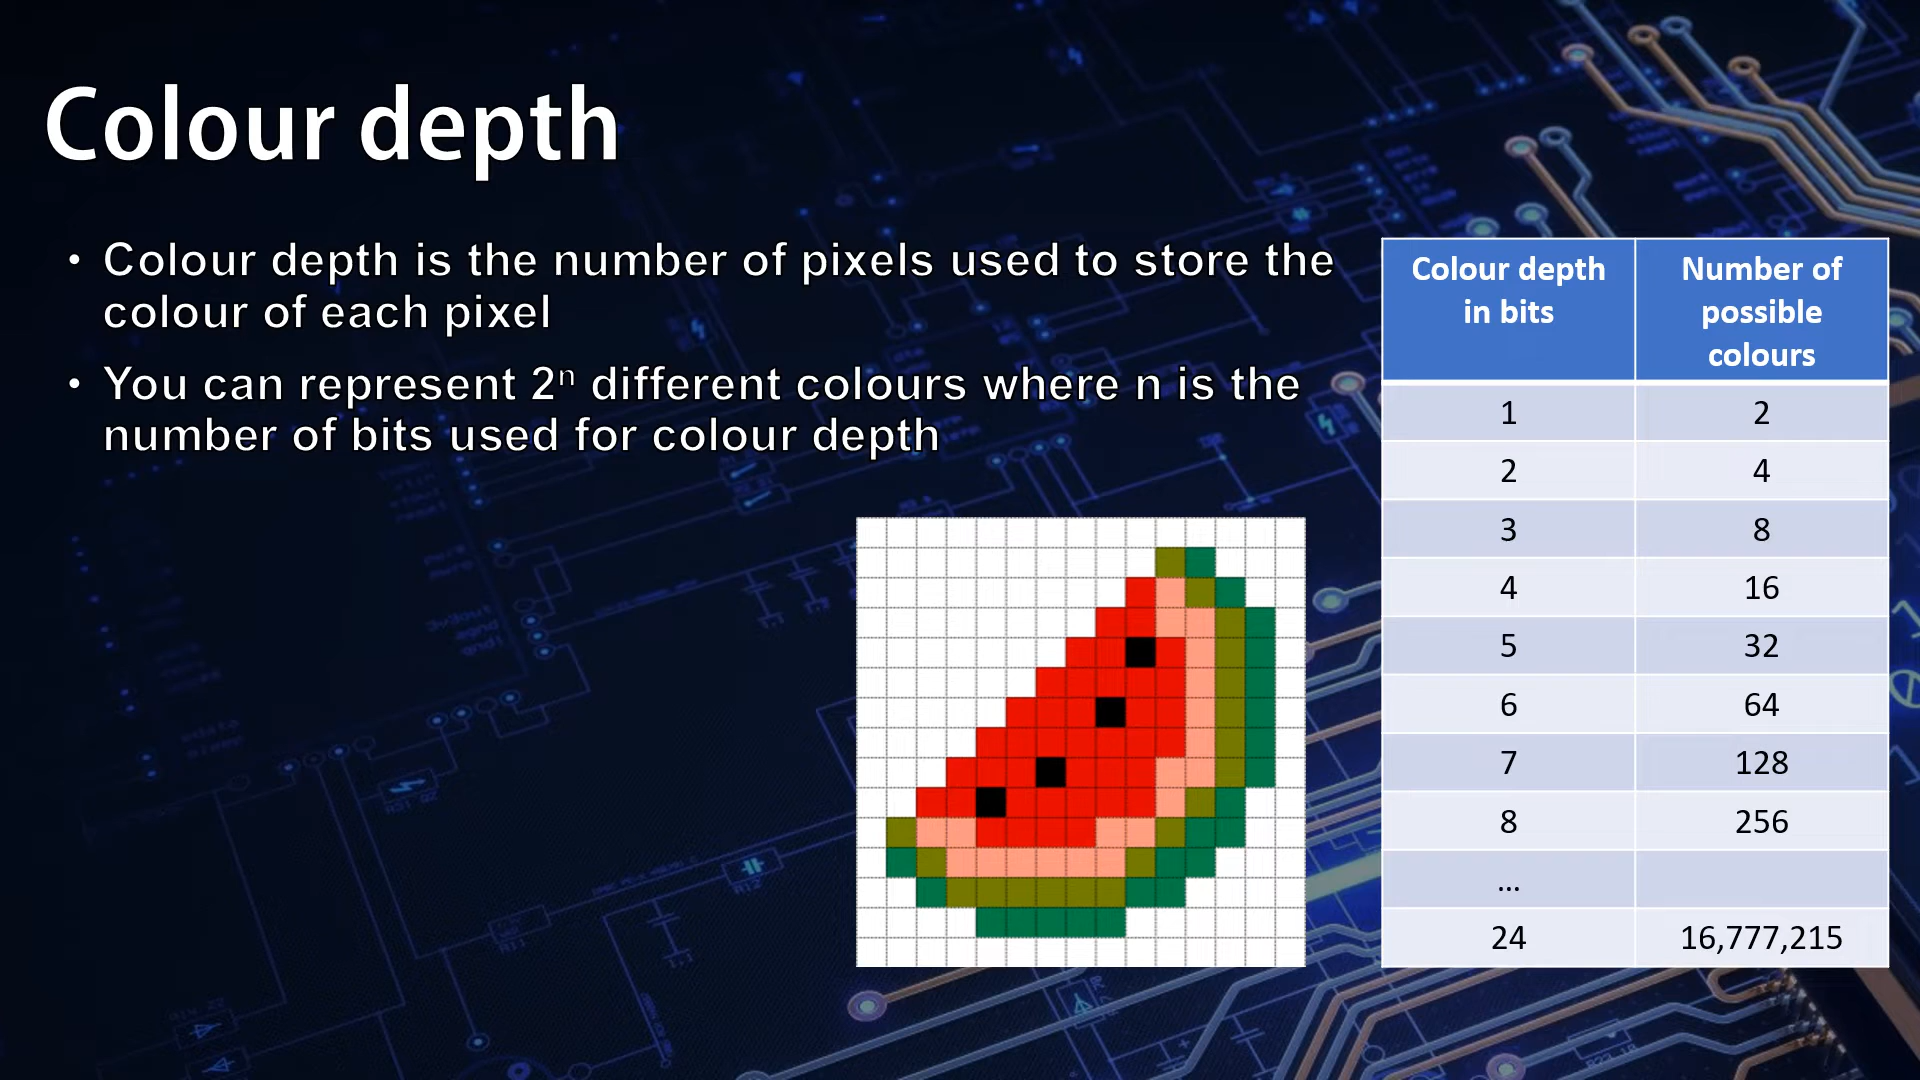 Colour depth
• Colour depth is the number of pixels used to store the
colour of each pixel
• You can represent 2ⁿ different colours where n is the
number of bits used for colour depth
Colour depth in bits Number of possible colours
1 2
2 4
3 8
4 16
5 32
6 64
7 128
8 256
...
24 16,777,215